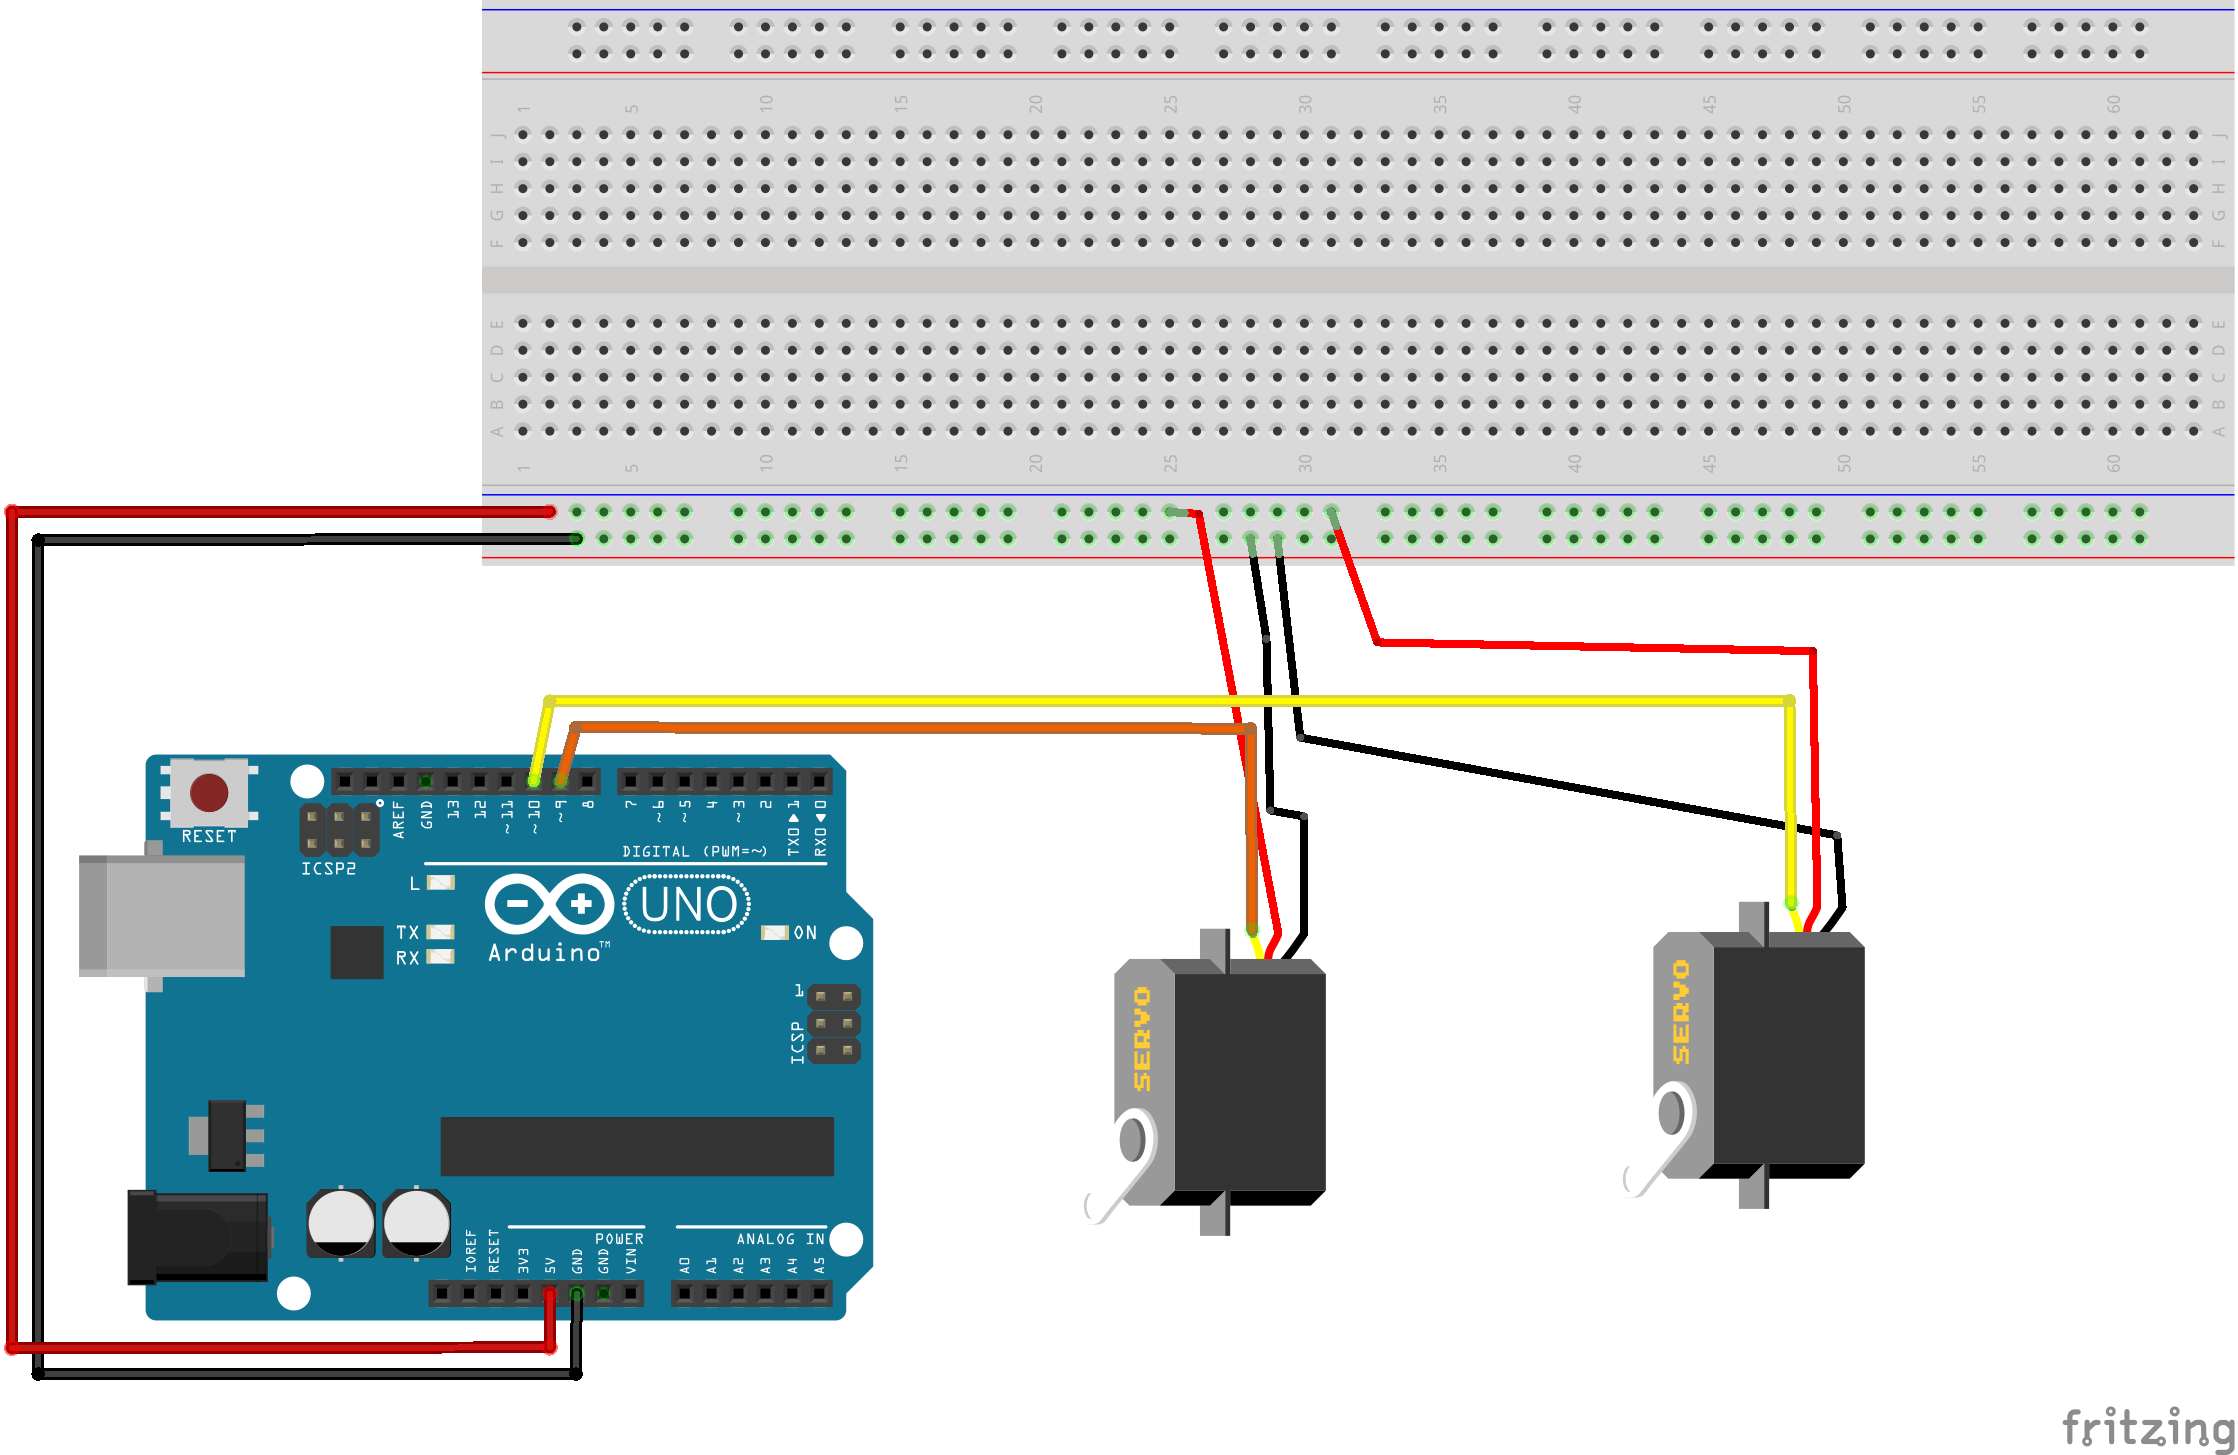 1 5 10 15 20 25 30 35 40 45 50 55 60
J J
I I
H H
G G
F F
E E
D D
C C
B B
A A
1 5 10 15 20 25 30 35 40 45 50 55 60
RESET
ICSP2
AREF GND 13 12 ~11 ~10 ~9 8 7 ~6 ~5 4 ~3 2 TX0▶1 RX0◀0
DIGITAL (PWM=~)
L
UNO
TX ON
RX
Arduino™
1
ICSP
SERVO
SERVO
POWER ANALOG IN
IOREF RESET 3V3 5V GND GND VIN A0 A1 A2 A3 A4 A5
fritzing